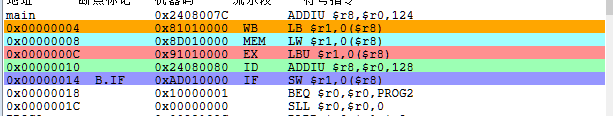 地址 断点标记 机器码 流水段 符号指令
main 0x2408007C ADDIU $r8,$r0,124
0x00000004 0x81010000 WB LB $r1,0($r8)
0x00000008 0x8D010000 MEM LW $r1,0($r8)
0x0000000C 0x91010000 EX LBU $r1,0($r8)
0x00000010 0x24080080 ID ADDIU $r8,$r0,128
0x00000014 B.IF 0xAD010000 IF SW $r1,0($r8)
0x00000018 0x10000001 BEQ $r0,$r0,PROG2
0x0000001C 0x00000000 SLL $r0,$r0,0